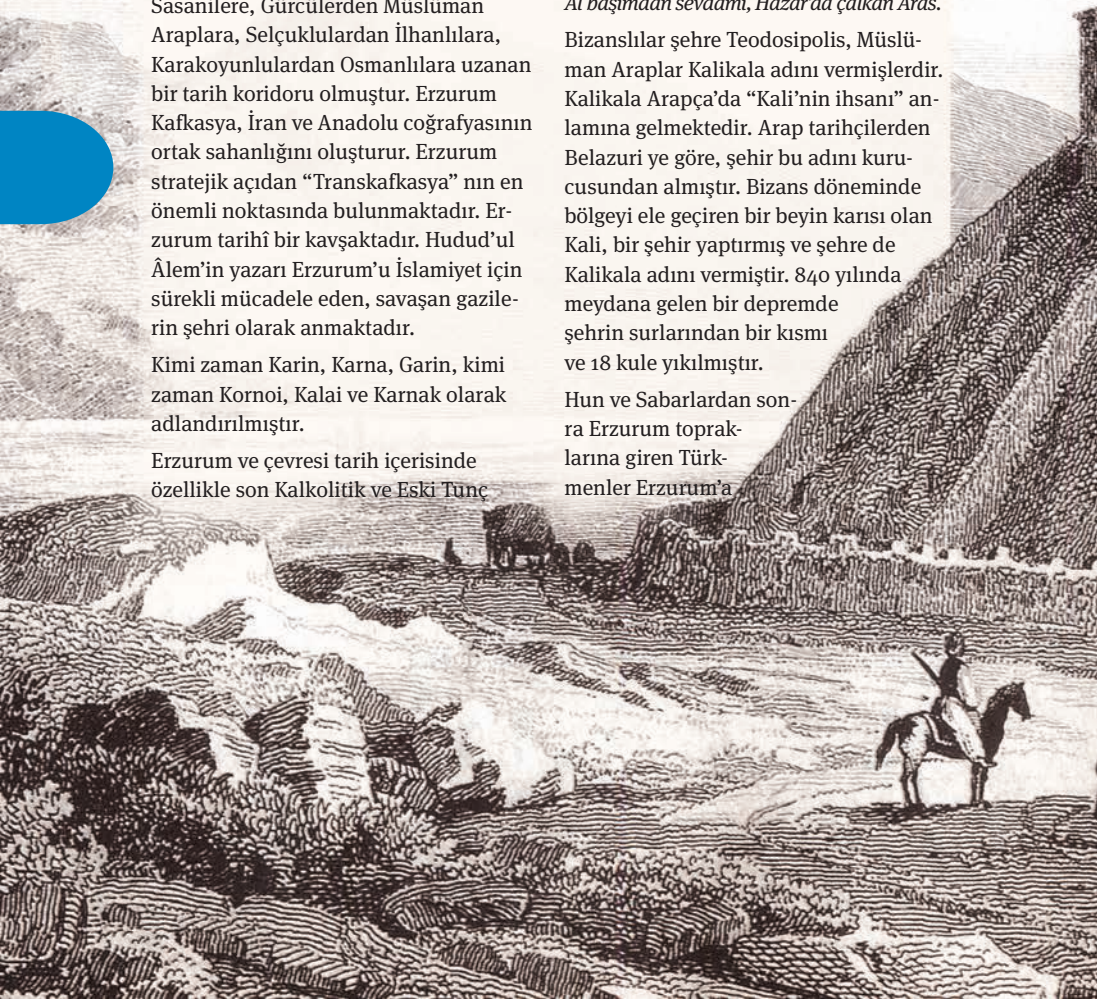 Sasanîlere, Gürcülerden Müslüman
Araplara, Selçuklulardan İlhanlılara,
Karakoyunlulardan Osmanlılara uzanan
bir tarih koridoru olmuştur. Erzurum
Kafkasya, İran ve Anadolu coğrafyasının
ortak sahanlığını oluşturur. Erzurum
stratejik açıdan “Transkafkasya” nın en
önemli noktasında bulunmaktadır. Er-
zurum tarihî bir kavşaktadır. Hudud’ul
Âlem’in yazarı Erzurum’u İslamiyet için
sürekli mücadele eden, savaşan gazile-
rin şehri olarak anmaktadır.
Kimi zaman Karin, Karna, Garin, kimi
zaman Kornoi, Kalai ve Karnak olarak
adlandırılmıştır.
Erzurum ve çevresi tarih içerisinde
özellikle son Kalkolitik ve Eski Tunç
Al başımdan sevdamı, Hazar’da çalkan Aras.
Bizanslılar şehre Teodosipolis, Müslü-
man Araplar Kalikala adını vermişlerdir.
Kalikala Arapça’da “Kali’nin ihsanı” an-
lamına gelmektedir. Arap tarihçilerden
Belazuri ye göre, şehir bu adını kuru-
cusundan almıştır. Bizans döneminde
bölgeyi ele geçiren bir beyin karısı olan
Kali, bir şehir yaptırmış ve şehre de
Kalikala adını vermiştir. 840 yılında
meydana gelen bir depremde
şehrin surlarından bir kısmı
ve 18 kule yıkılmıştır.
Hun ve Sabarlardan son-
ra Erzurum toprak-
larına giren Türk-
menler Erzurum’a